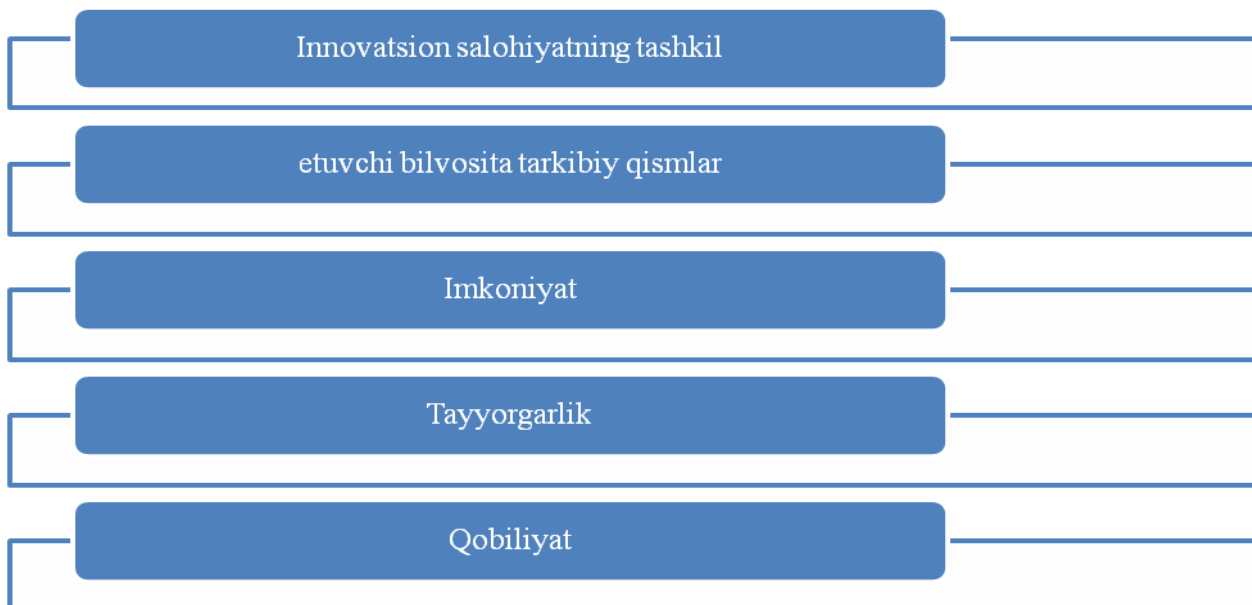 Innovatsion salohiyatning tashkil
etuvchi bilvosita tarkibiy qismlar
Imkoniyat
Tayyorgarlik
Qobiliyat